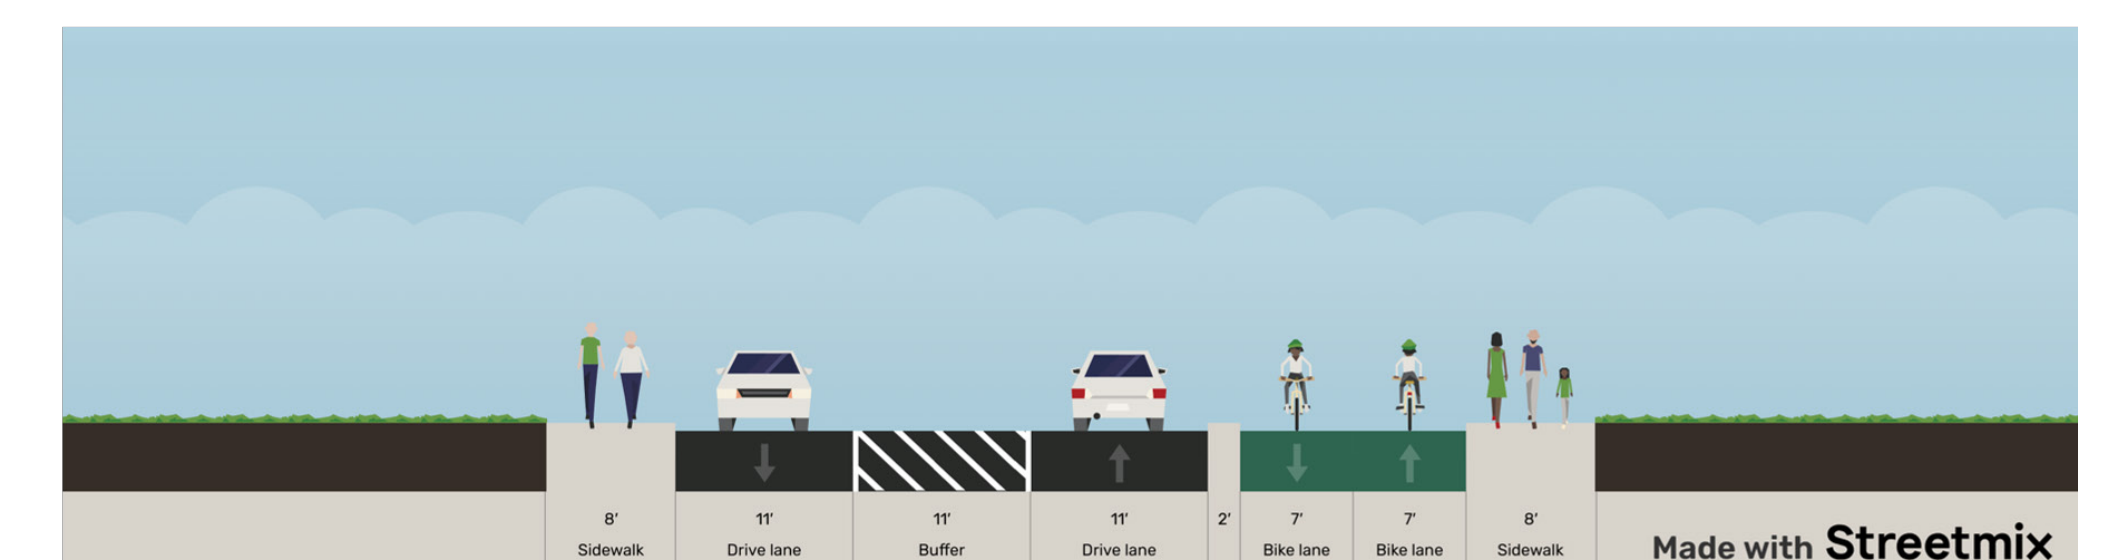 8' 11' 11' 11' 2' 7' 7' 8'
Sidewalk Drive lane Buffer Drive lane Bike lane Bike lane Sidewalk
Made with Streetmix